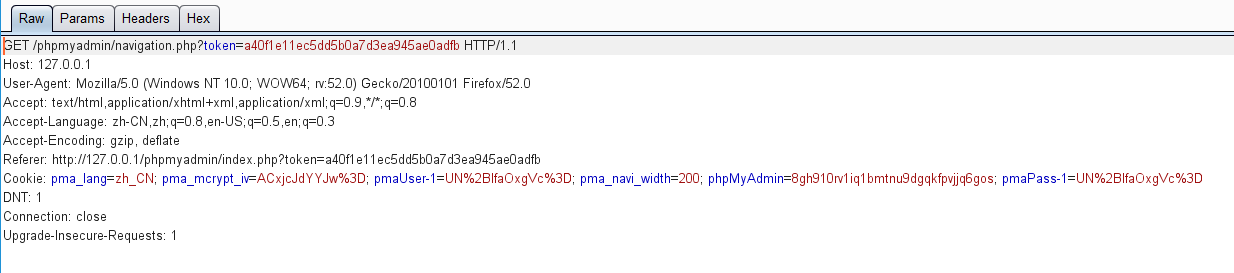 Raw Params Headers Hex
GET /phpmyadmin/navigation.php?token=a40f1e11ec5dd5b0a7d3ea945ae0adfb HTTP/1.1
Host: 127.0.0.1
User-Agent: Mozilla/5.0 (Windows NT 10.0; WOW64; rv:52.0) Gecko/20100101 Firefox/52.0
Accept: text/html,application/xhtml+xml,application/xml;q=0.9,*/*;q=0.8
Accept-Language: zh-CN,zh;q=0.8,en-US;q=0.5,en;q=0.3
Accept-Encoding: gzip, deflate
Referer: http://127.0.0.1/phpmyadmin/index.php?token=a40f1e11ec5dd5b0a7d3ea945ae0adfb
Cookie: pma_lang=zh_CN; pma_mcrypt_iv=ACxjcJdYYJw%3D; pmaUser-1=UN%2BIfaOxgVc%3D; pma_navi_width=200; phpMyAdmin=8gh910rv1iq1bmtnu9dgqkfpvjjq6gos; pmaPass-1=UN%2BIfaOxgVc%3D
DNT: 1
Connection: close
Upgrade-Insecure-Requests: 1